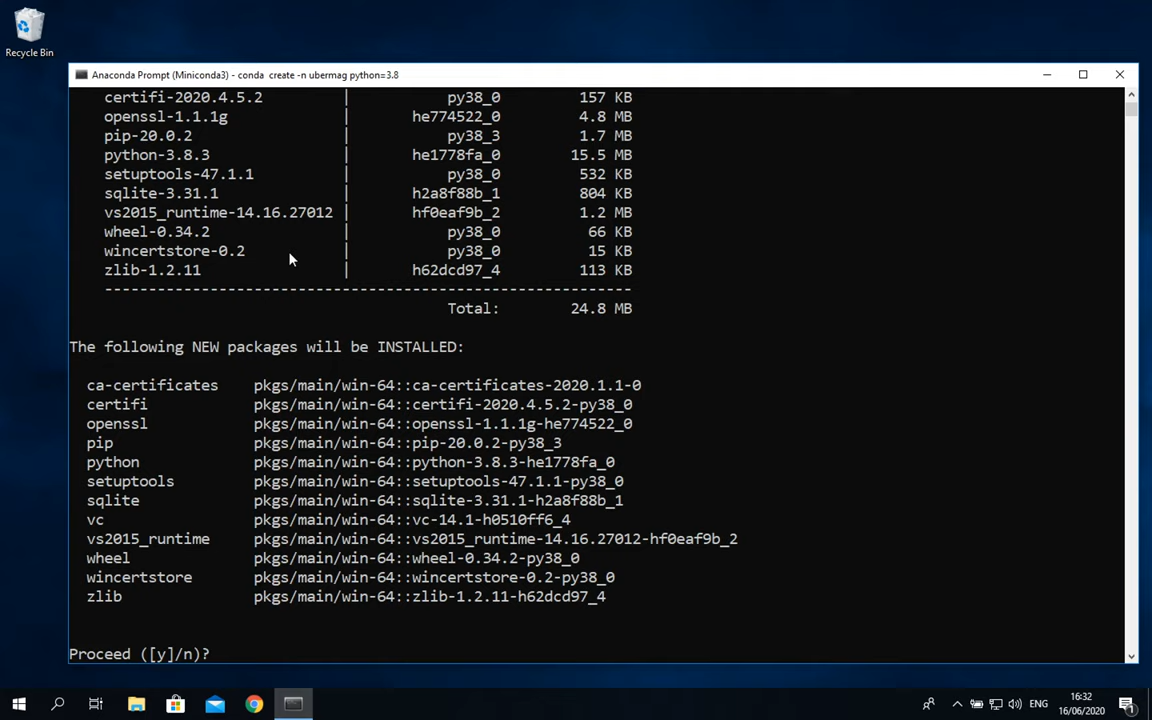 Recycle Bin
Anaconda Prompt (Miniconda3) - conda  create -n ubermag python=3.8
certifi-2020.4.5.2 | py38_0 157 KB
openssl-1.1.1g | he774522_0 4.8 MB
pip-20.0.2 | py38_3 1.7 MB
python-3.8.3 | he1778fa_0 15.5 MB
setuptools-47.1.1 | py38_0 532 KB
sqlite-3.31.1 | h2a8f88b_1 804 KB
vs2015_runtime-14.16.27012 | hf0eaf9b_2 1.2 MB
wheel-0.34.2 | py38_0 66 KB
wincertstore-0.2 | py38_0 15 KB
zlib-1.2.11 | h62dcd97_4 113 KB
------------------------------------------------------------
Total: 24.8 MB
The following NEW packages will be INSTALLED:
ca-certificates pkgs/main/win-64::ca-certificates-2020.1.1-0
certifi pkgs/main/win-64::certifi-2020.4.5.2-py38_0
openssl pkgs/main/win-64::openssl-1.1.1g-he774522_0
pip pkgs/main/win-64::pip-20.0.2-py38_3
python pkgs/main/win-64::python-3.8.3-he1778fa_0
setuptools pkgs/main/win-64::setuptools-47.1.1-py38_0
sqlite pkgs/main/win-64::sqlite-3.31.1-h2a8f88b_1
vc pkgs/main/win-64::vc-14.1-h0510ff6_4
vs2015_runtime pkgs/main/win-64::vs2015_runtime-14.16.27012-hf0eaf9b_2
wheel pkgs/main/win-64::wheel-0.34.2-py38_0
wincertstore pkgs/main/win-64::wincertstore-0.2-py38_0
zlib pkgs/main/win-64::zlib-1.2.11-h62dcd97_4
Proceed ([y]/n)?
ENG
16:32
16/06/2020
1